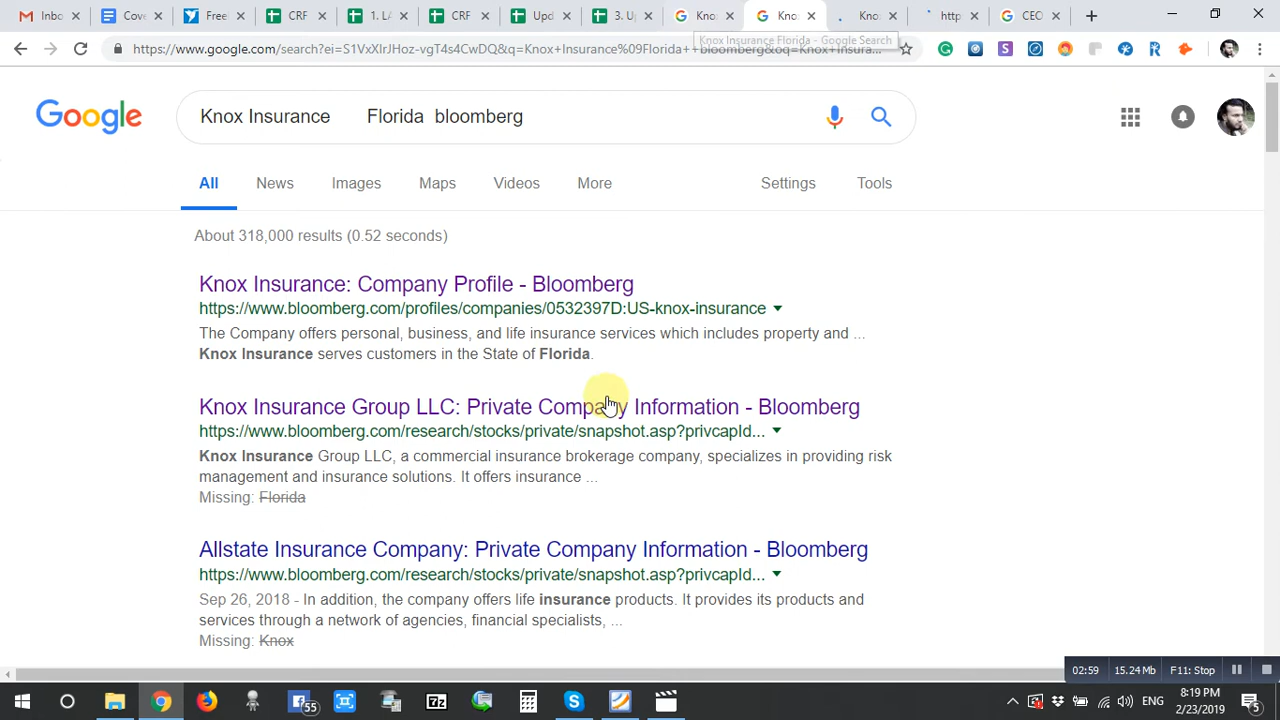 Inbo
Cove
Free
CRF
1. LA
CRF
Upd
3. U
Kno
Kno
Kno
http
CEO
https://www.google.com/search?ei=S1VxXIrJHoz-vgT4s4CwDQ&q=Knox+Insurance%09Florida++bloomberg&oq=Knox+Insura...
Knox Insurance Florida - Google Search
Google
Knox Insurance Florida bloomberg
All News Images Maps Videos More Settings Tools
About 318,000 results (0.52 seconds)
Knox Insurance: Company Profile - Bloomberg
https://www.bloomberg.com/profiles/companies/0532397D:US-knox-insurance
The Company offers personal, business, and life insurance services which includes property and ...
Knox Insurance serves customers in the State of Florida.
Knox Insurance Group LLC: Private Company Information - Bloomberg
https://www.bloomberg.com/research/stocks/private/snapshot.asp?privcapId...
Knox Insurance Group LLC, a commercial insurance brokerage company, specializes in providing risk
management and insurance solutions. It offers insurance ...
Missing: Florida
Allstate Insurance Company: Private Company Information - Bloomberg
https://www.bloomberg.com/research/stocks/private/snapshot.asp?privcapId...
Sep 26, 2018 - In addition, the company offers life insurance products. It provides its products and
services through a network of agencies, financial specialists, ...
Missing: Knox
02:59 15.24 Mb F11: Stop
55
7z
ENG
8:19 PM
2/23/2019
5